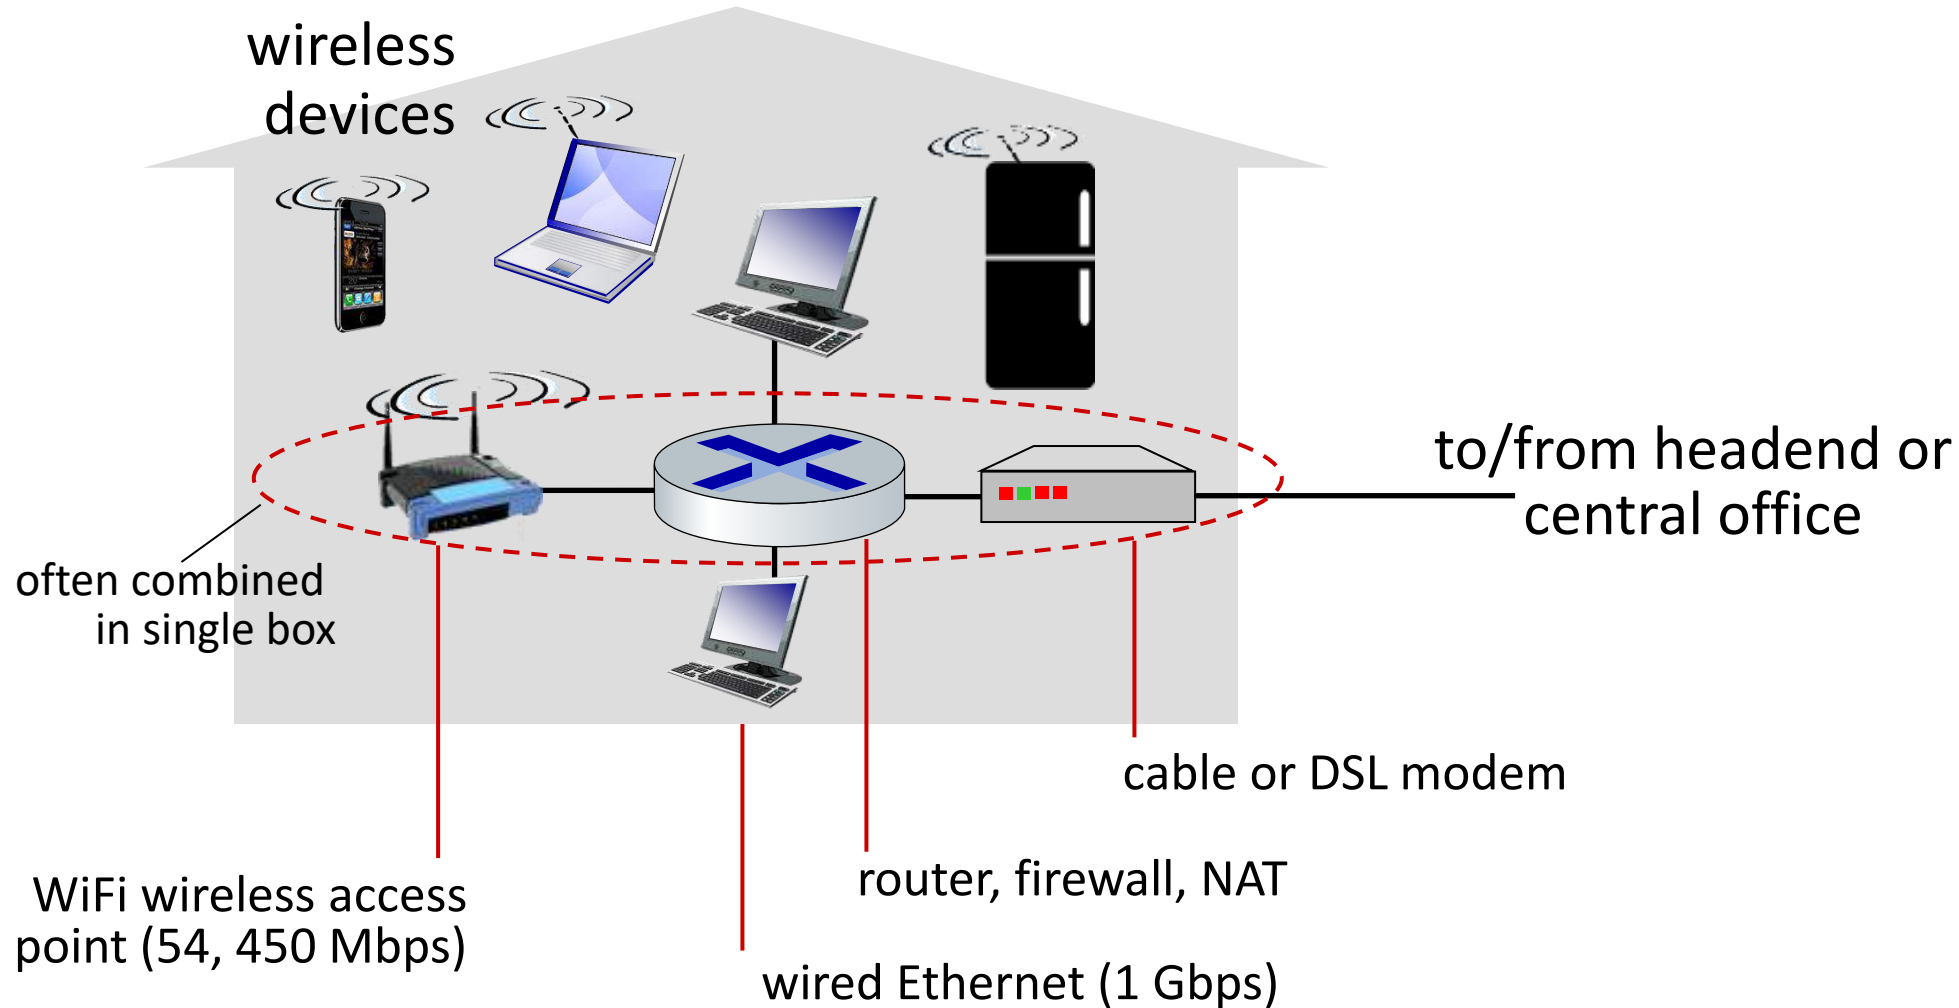 wireless
devices
to/from headend or
central office
often combined
in single box
cable or DSL modem
router, firewall, NAT
WiFi wireless access
point (54, 450 Mbps)
wired Ethernet (1 Gbps)